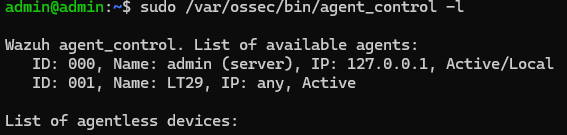 admin@admin:~$ sudo /var/ossec/bin/agent_control -l
Wazuh agent_control. List of available agents:
ID: 000, Name: admin (server), IP: 127.0.0.1, Active/Local
ID: 001, Name: LT29, IP: any, Active
List of agentless devices: